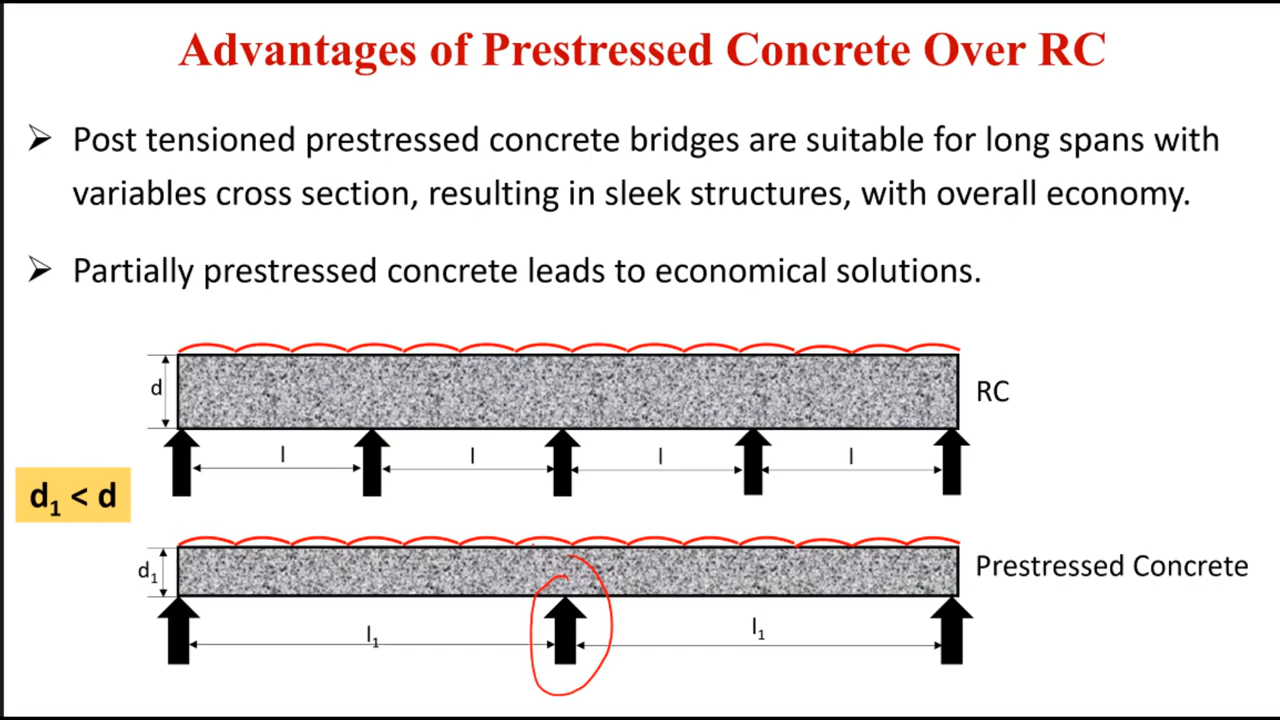 Advantages of Prestressed Concrete Over RC
➢ Post tensioned prestressed concrete bridges are suitable for long spans with
variables cross section, resulting in sleek structures, with overall economy.
➢ Partially prestressed concrete leads to economical solutions.
d
RC
l l l l
d₁ < d
d₁
Prestressed Concrete
l₁ l₁